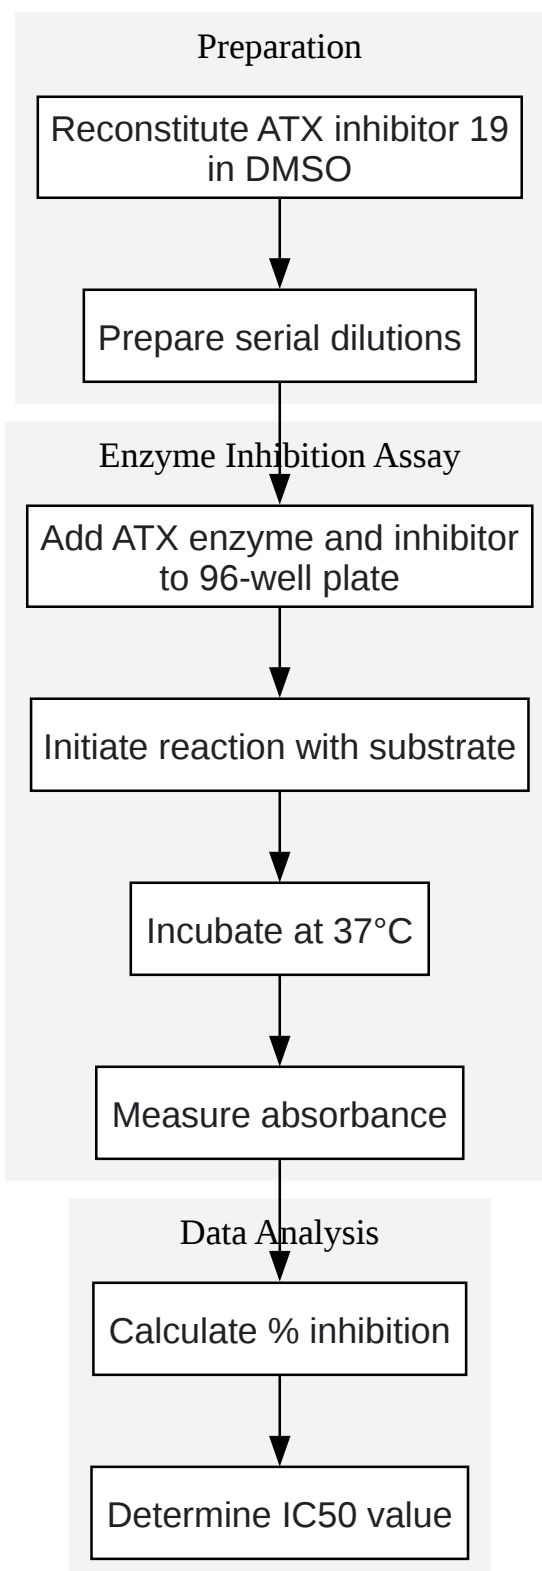 Preparation
Reconstitute ATX inhibitor 19
in DMSO
Prepare serial dilutions
Enzyme Inhibition Assay
Add ATX enzyme and inhibitor
to 96-well plate
Initiate reaction with substrate
Incubate at 37°C
Measure absorbance
Data Analysis
Calculate % inhibition
Determine IC50 value